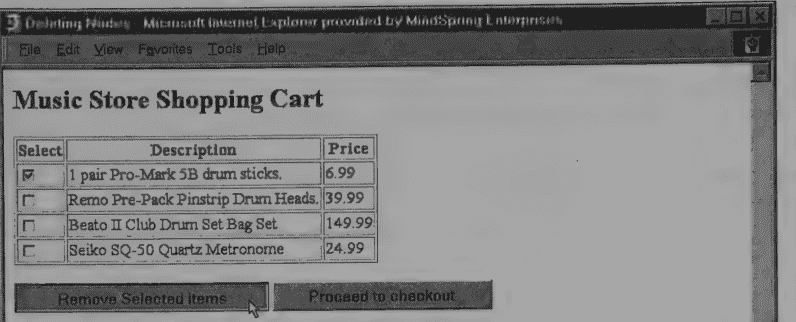 Deleting Nodes - Microsoft Internet Explorer provided by MindSpring Enterprises
File Edit View Favorites Tools Help
Music Store Shopping Cart
Select Description Price
1 pair Pro-Mark 5B drum sticks. 6.99
Remo Pre-Pack Pinstrip Drum Heads. 39.99
Beato II Club Drum Set Bag Set 149.99
Seiko SQ-50 Quartz Metronome 24.99
Remove Selected Items Proceed to checkout